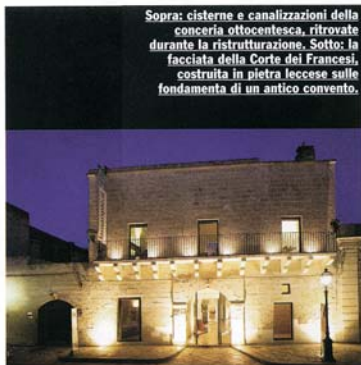 Sopra: cisterne e canalizzazioni della
conceria ottocentesca, ritrovate
durante la ristrutturazione. Sotto: la
facciata della Corte dei Francesi,
costruita in pietra leccese sulle
fondamenta di un antico convento.